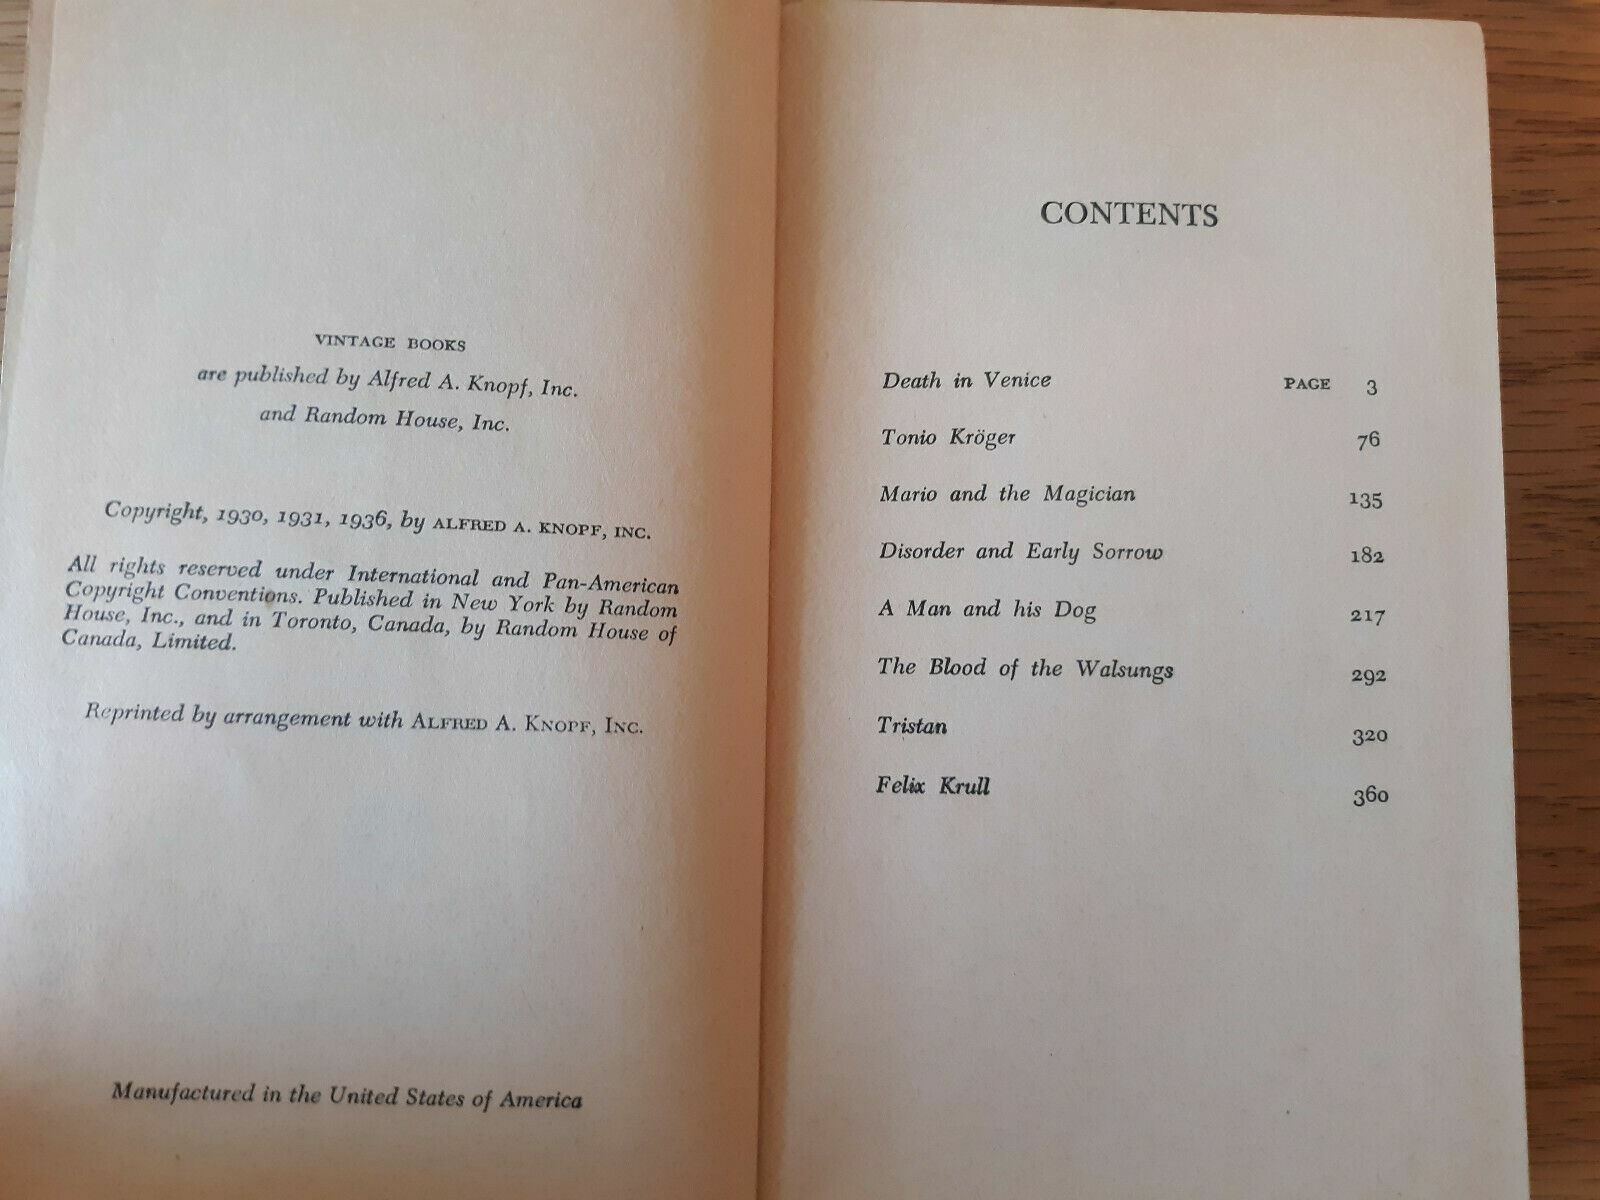 VINTAGE BOOKS
are published by Alfred A. Knopf, Inc.
and Random House, Inc.
Copyright, 1930, 1931, 1936, by ALFRED A. KNOPF, INC.
All rights reserved under International and Pan-American
Copyright Conventions. Published in New York by Random
House, Inc., and in Toronto, Canada, by Random House of
Canada, Limited.
Reprinted by arrangement with ALFRED A. KNOPF, INC.
Manufactured in the United States of America
CONTENTS
Death in Venice PAGE 3
Tonio Kröger 76
Mario and the Magician 135
Disorder and Early Sorrow 182
A Man and his Dog 217
The Blood of the Walsungs 292
Tristan 320
Felix Krull 360